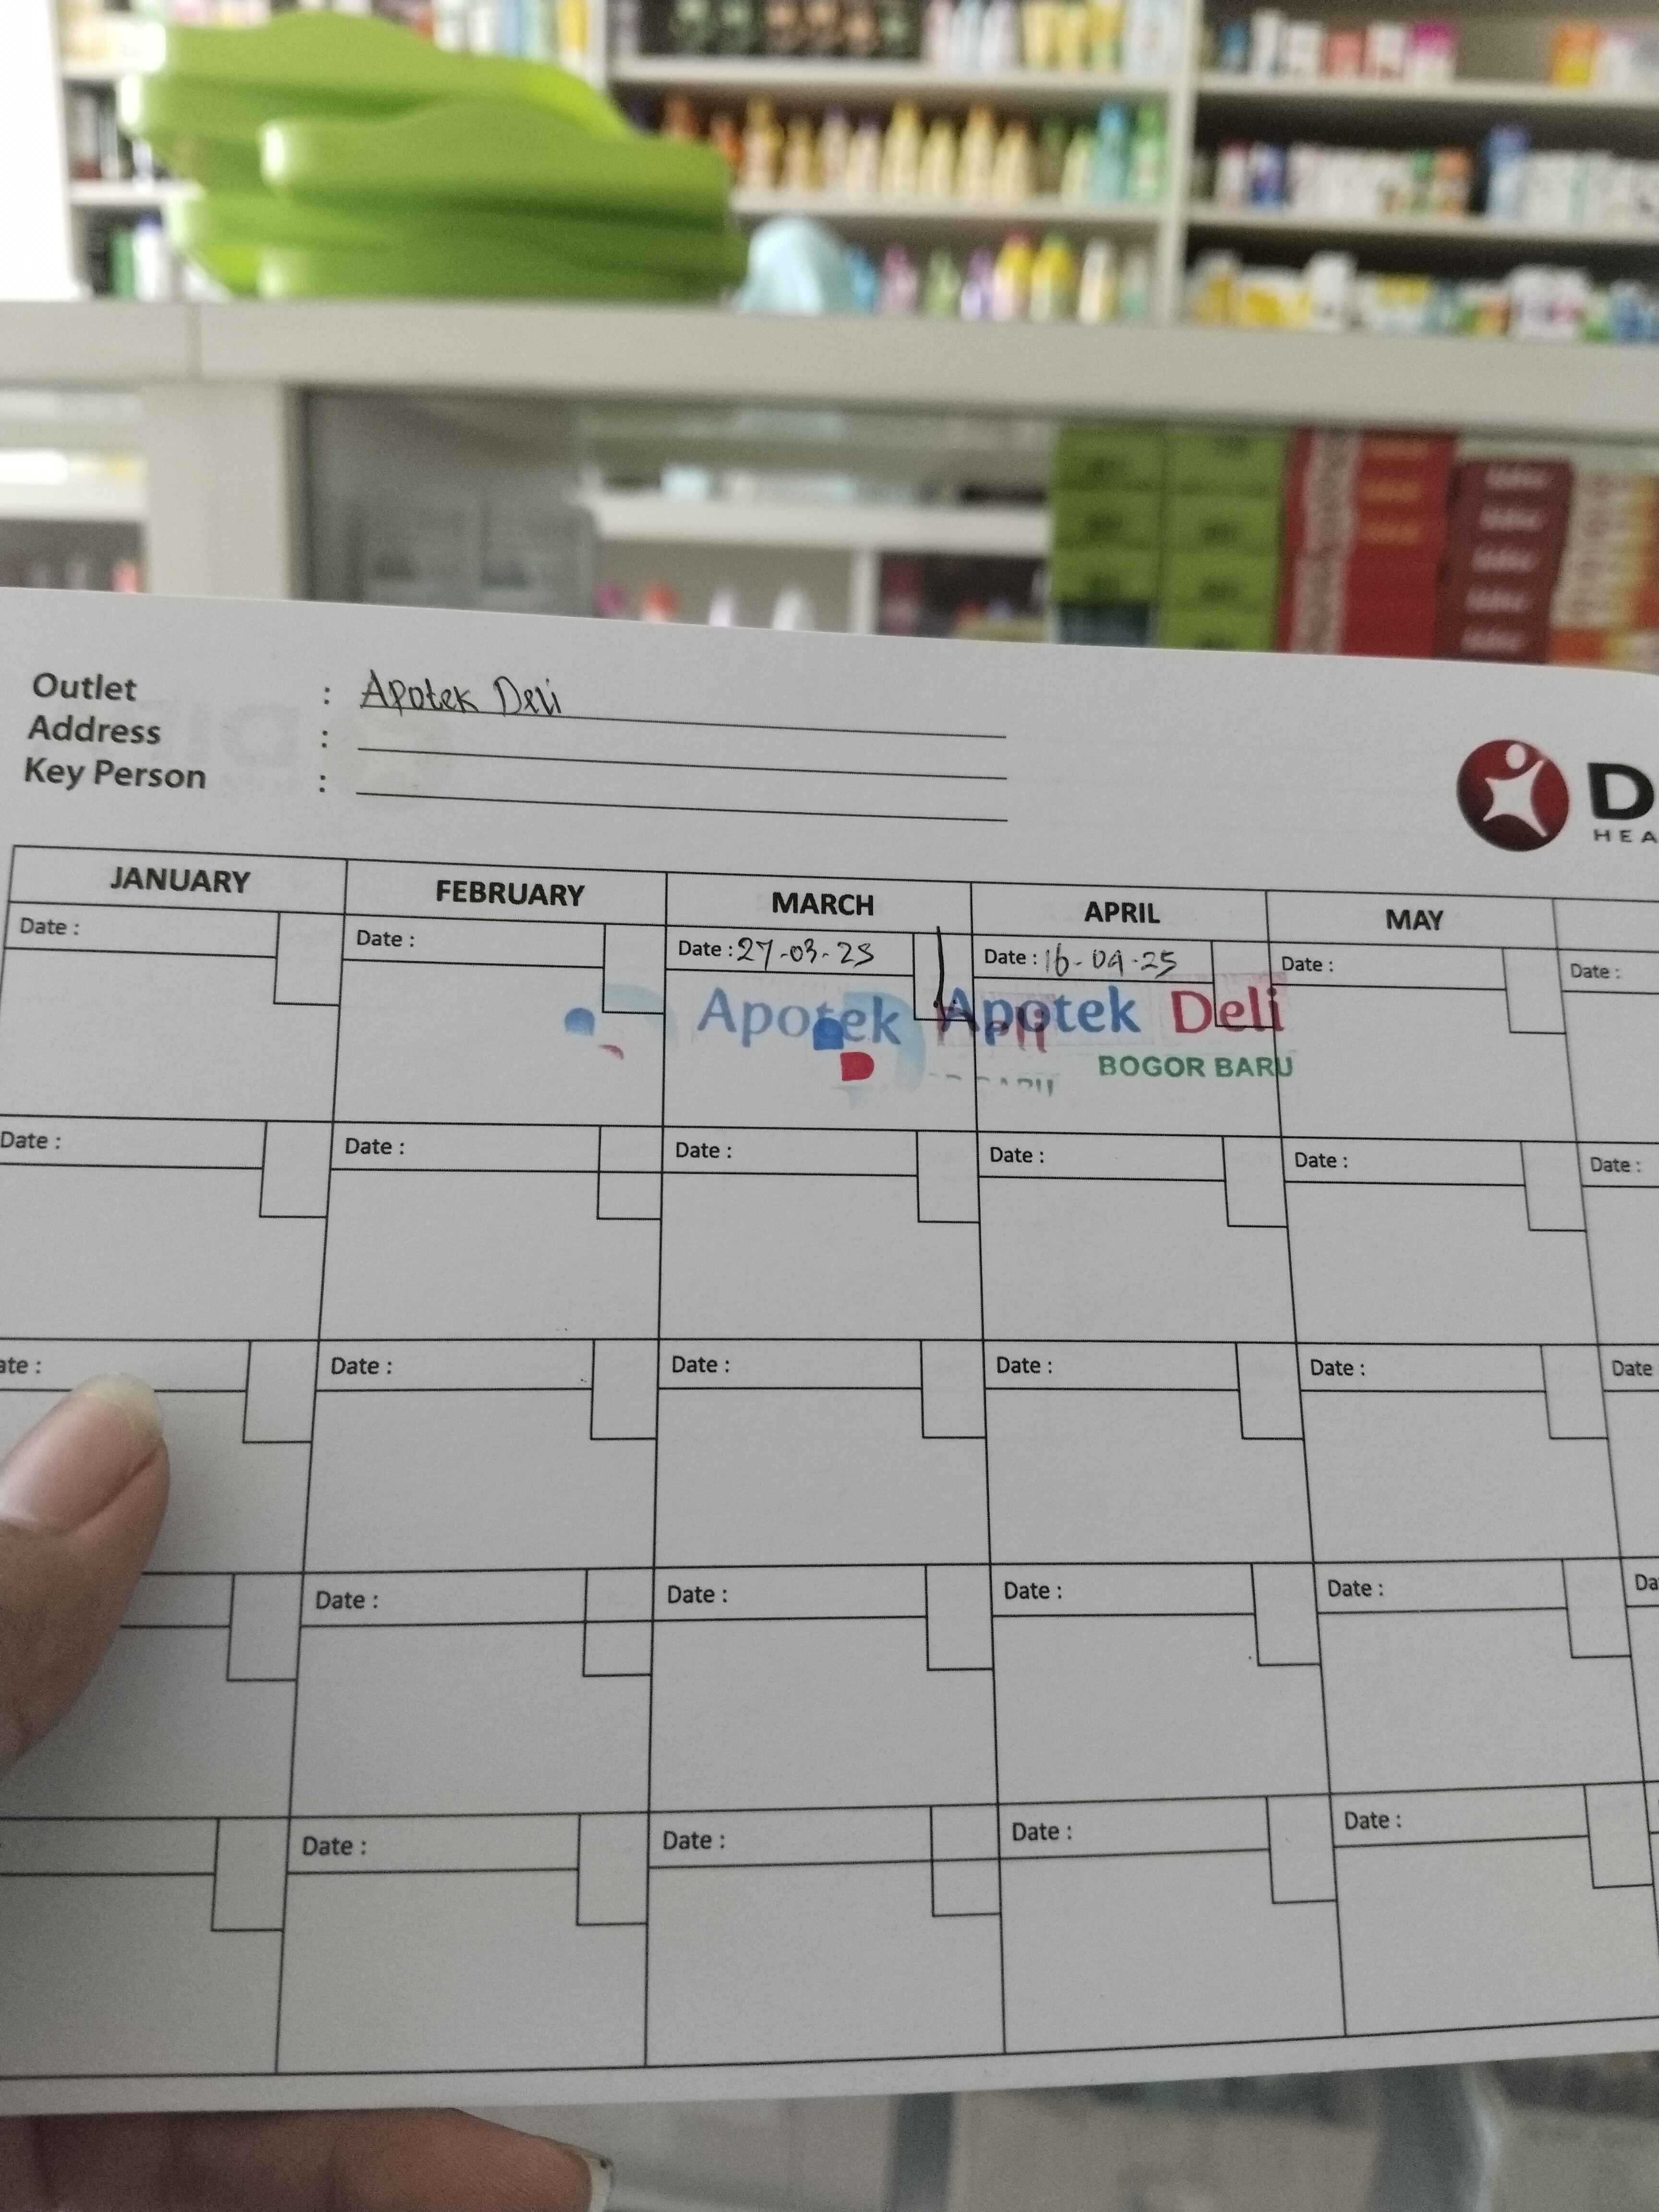 Outlet : Apotek Deli
Address :
Key Person :
D
HEA
JANUARY FEBRUARY MARCH APRIL MAY
Date : Date : Date : 27-03-25 Date : 16-04-25 Date : Date :
Apotek Apotek Deli
BOGOR BARU
Date : Date : Date : Date : Date : Date :
ate : Date : Date : Date : Date : Date
Date : Date : Date : Date : Da
Date : Date : Date : Date :